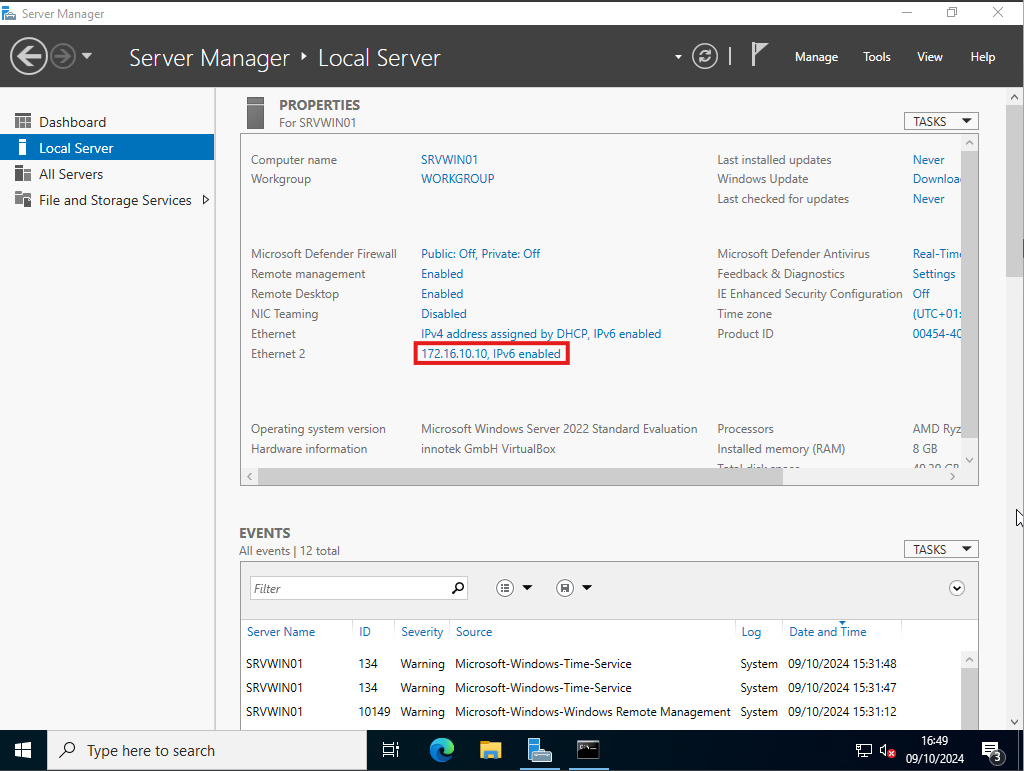 Server Manager
Server Manager ‣ Local Server
Manage Tools View Help
Dashboard
Local Server
All Servers
File and Storage Services
PROPERTIES
For SRVWIN01
TASKS
Computer name SRVWIN01 Last installed updates Never
Workgroup WORKGROUP Windows Update Downloa
Last checked for updates Never
Microsoft Defender Firewall Public: Off, Private: Off Microsoft Defender Antivirus Real-Time
Remote management Enabled Feedback & Diagnostics Settings
Remote Desktop Enabled IE Enhanced Security Configuration Off
NIC Teaming Disabled Time zone (UTC+01:
Ethernet IPv4 address assigned by DHCP, IPv6 enabled Product ID 00454-40
Ethernet 2 172.16.10.10, IPv6 enabled
Operating system version Microsoft Windows Server 2022 Standard Evaluation Processors AMD Ryz
Hardware information innotek GmbH VirtualBox Installed memory (RAM) 8 GB
Total disk space
EVENTS
All events | 12 total
TASKS
Filter
Server Name ID Severity Source Log Date and Time
SRVWIN01 134 Warning Microsoft-Windows-Time-Service System 09/10/2024 15:31:48
SRVWIN01 134 Warning Microsoft-Windows-Time-Service System 09/10/2024 15:31:47
SRVWIN01 10149 Warning Microsoft-Windows-Windows Remote Management System 09/10/2024 15:31:12
Type here to search
16:49
09/10/2024
3